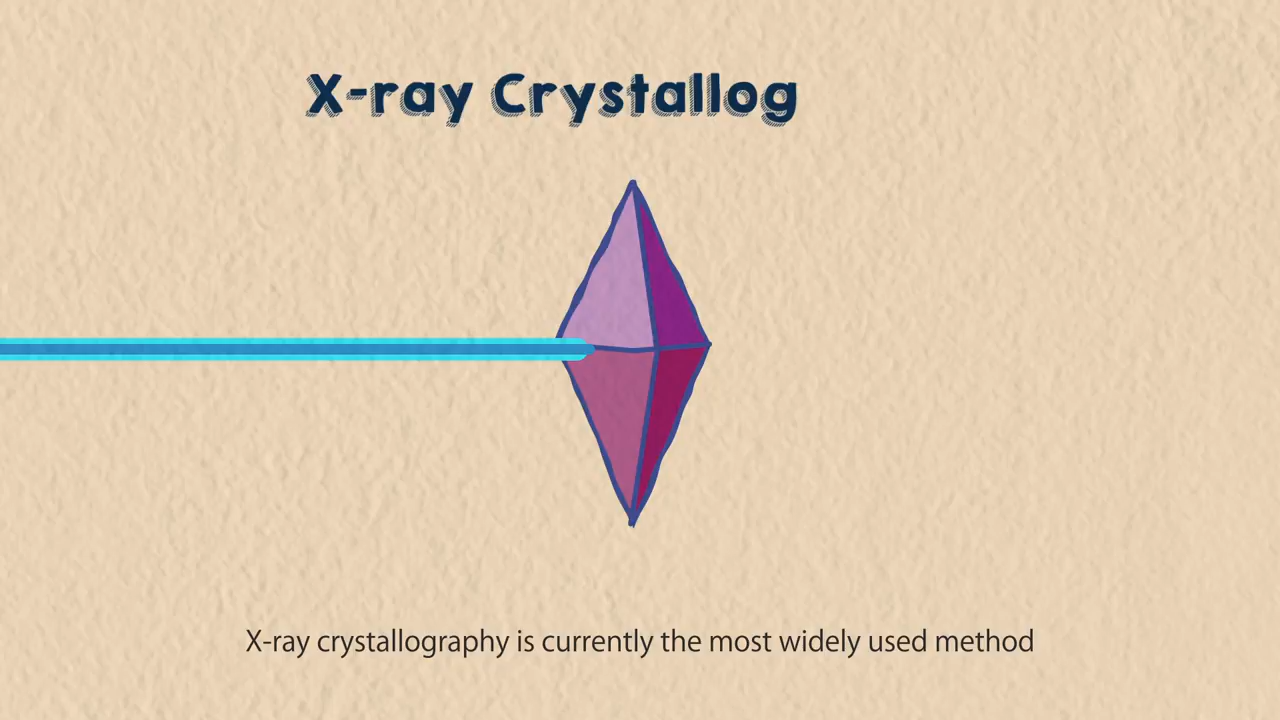 X-ray Crystallog
X-ray crystallography is currently the most widely used method